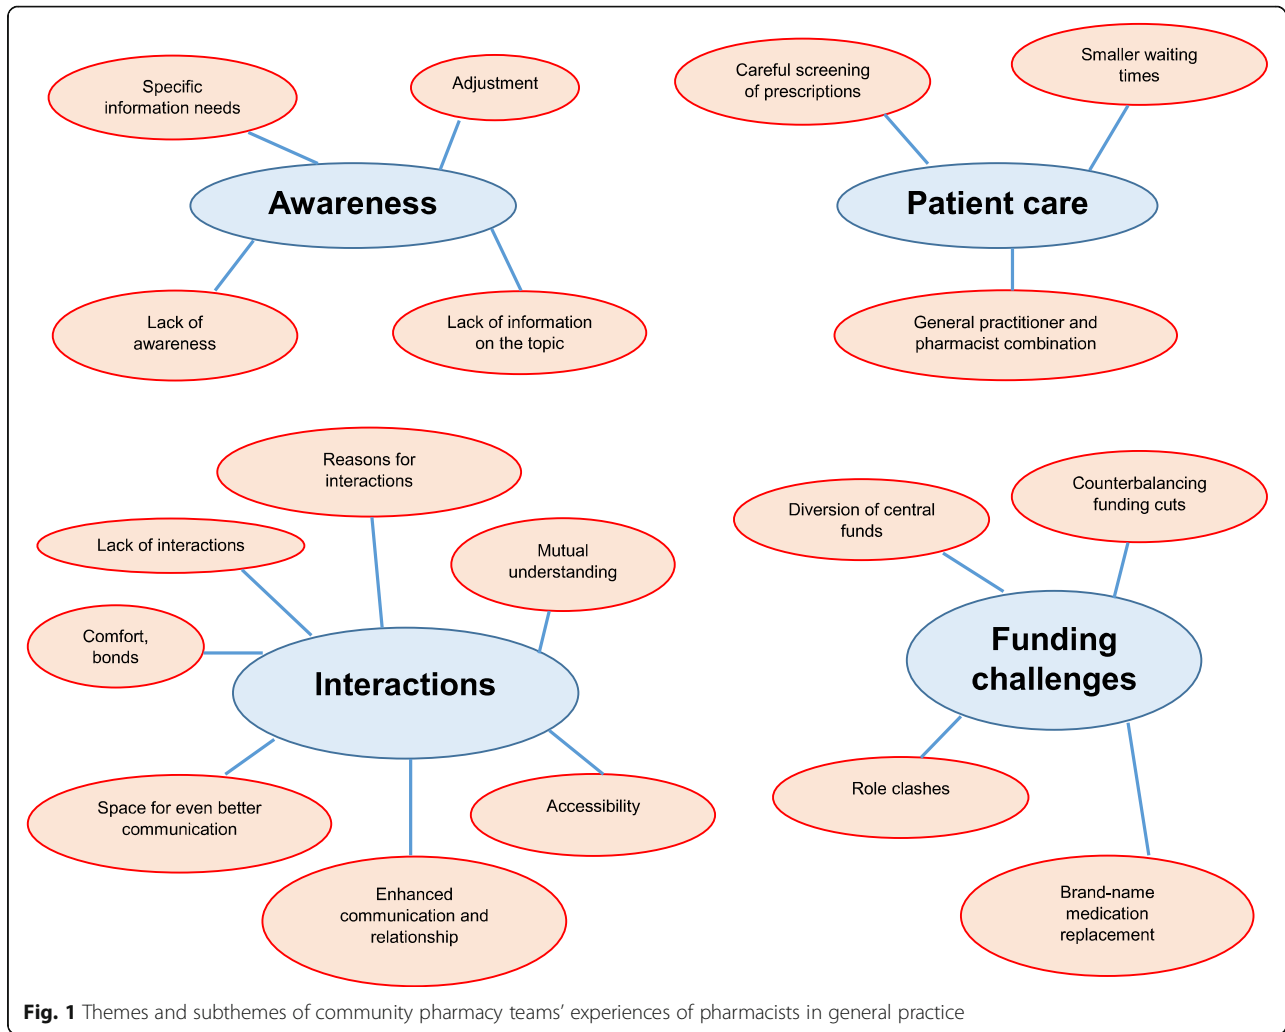 Specific
information needs
Adjustment
Awareness
Lack of
awareness
Lack of information
on the topic
Careful screening
of prescriptions
Smaller waiting
times
Patient care
General practitioner and
pharmacist combination
Reasons for
interactions
Lack of interactions
Mutual
understanding
Comfort,
bonds
Interactions
Space for even better
communication
Accessibility
Enhanced
communication and
relationship
Diversion of central
funds
Counterbalancing
funding cuts
Funding
challenges
Role clashes
Brand-name
medication
replacement
Fig. 1 Themes and subthemes of community pharmacy teams’ experiences of pharmacists in general practice